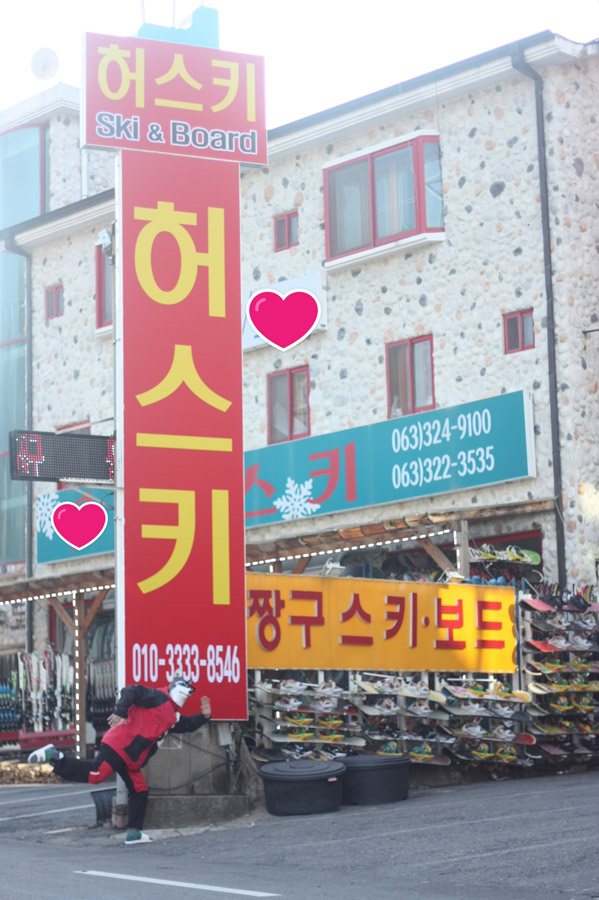 허스키
Ski & Board
허스키
010-3333-8546
스키
063)324-9100
063)322-3535
짱구 스키·보드